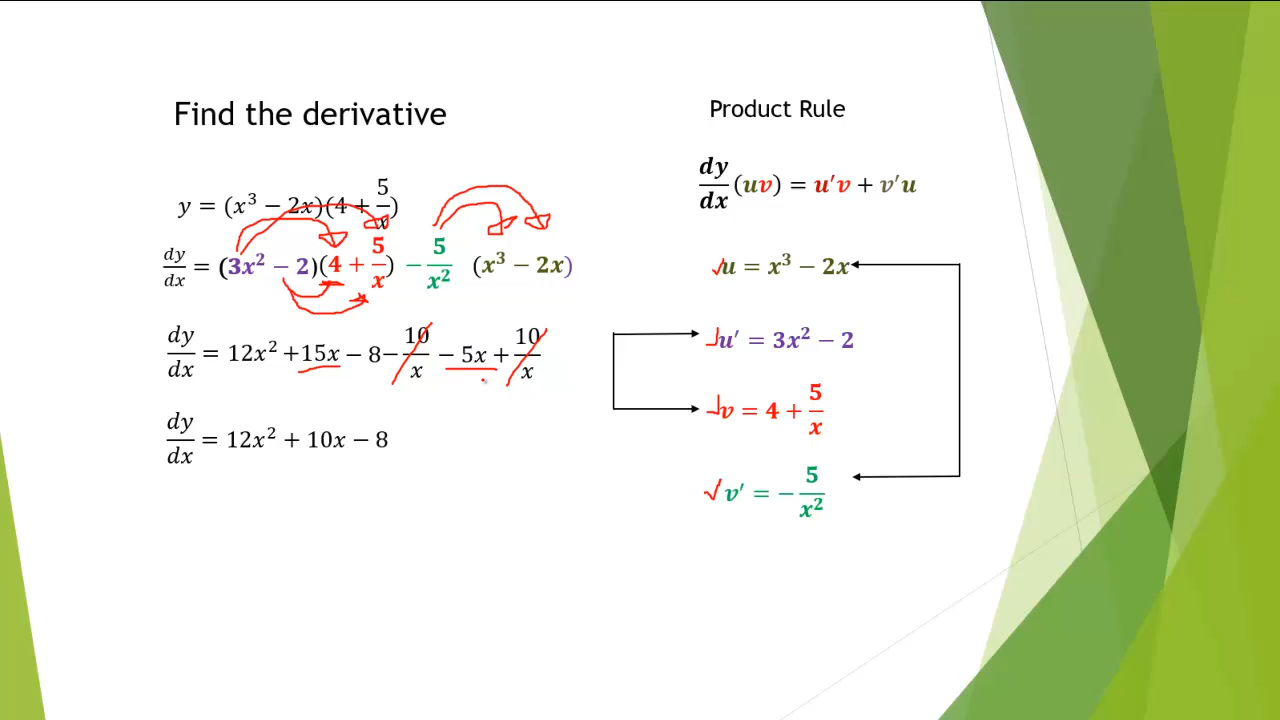 Find the derivative
y = (x³ − 2x)(4 + 5/x)
dy/dx = (3x² − 2)(4 + 5/x) − 5/x² (x³ − 2x)
dy/dx = 12x² +15x − 8− 10/x − 5x + 10/x
dy/dx = 12x² + 10x − 8
Product Rule
dy/dx (uv) = u′v + v′u
u = x³ − 2x
u′ = 3x² − 2
v = 4 + 5/x
v′ = − 5/x²